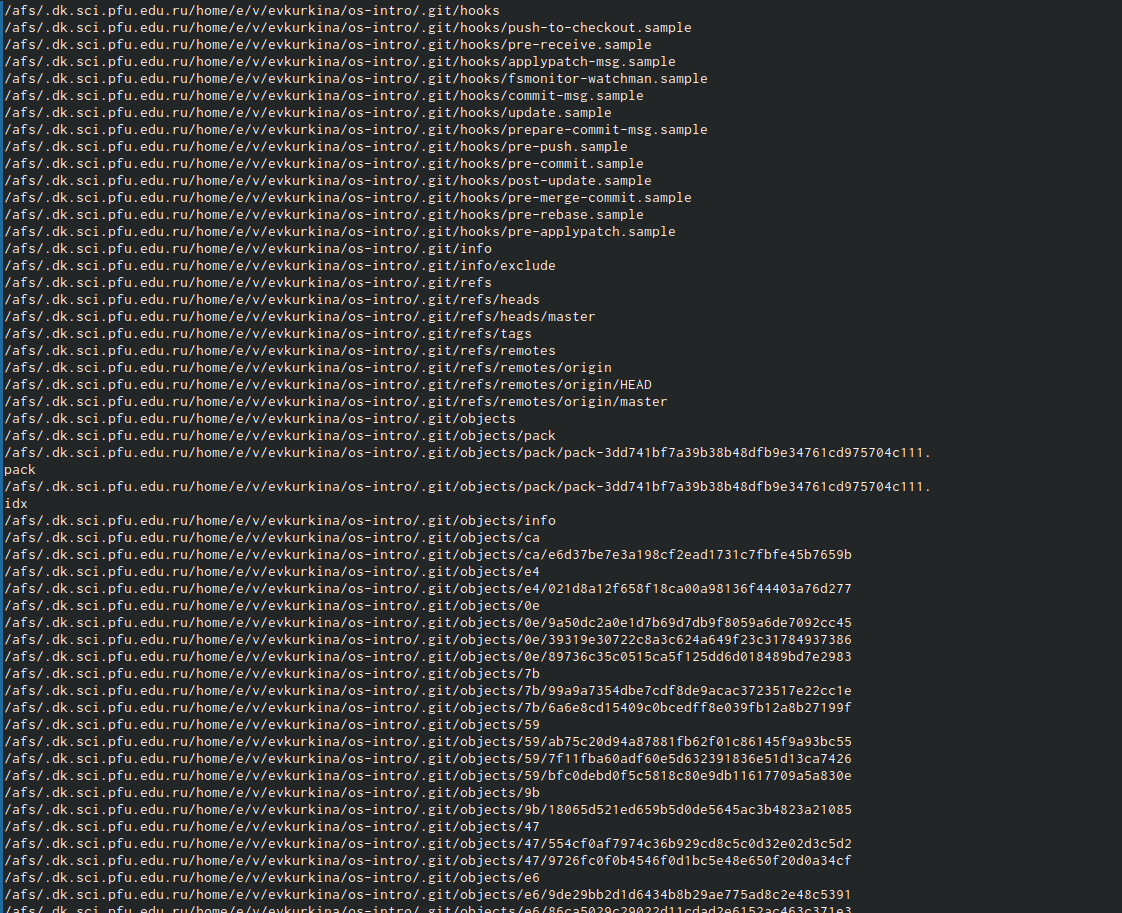 /afs/.dk.sci.pfu.edu.ru/home/e/v/evkurkina/os-intro/.git/hooks
/afs/.dk.sci.pfu.edu.ru/home/e/v/evkurkina/os-intro/.git/hooks/push-to-checkout.sample
/afs/.dk.sci.pfu.edu.ru/home/e/v/evkurkina/os-intro/.git/hooks/pre-receive.sample
/afs/.dk.sci.pfu.edu.ru/home/e/v/evkurkina/os-intro/.git/hooks/applypatch-msg.sample
/afs/.dk.sci.pfu.edu.ru/home/e/v/evkurkina/os-intro/.git/hooks/fsmonitor-watchman.sample
/afs/.dk.sci.pfu.edu.ru/home/e/v/evkurkina/os-intro/.git/hooks/commit-msg.sample
/afs/.dk.sci.pfu.edu.ru/home/e/v/evkurkina/os-intro/.git/hooks/update.sample
/afs/.dk.sci.pfu.edu.ru/home/e/v/evkurkina/os-intro/.git/hooks/prepare-commit-msg.sample
/afs/.dk.sci.pfu.edu.ru/home/e/v/evkurkina/os-intro/.git/hooks/pre-push.sample
/afs/.dk.sci.pfu.edu.ru/home/e/v/evkurkina/os-intro/.git/hooks/pre-commit.sample
/afs/.dk.sci.pfu.edu.ru/home/e/v/evkurkina/os-intro/.git/hooks/post-update.sample
/afs/.dk.sci.pfu.edu.ru/home/e/v/evkurkina/os-intro/.git/hooks/pre-merge-commit.sample
/afs/.dk.sci.pfu.edu.ru/home/e/v/evkurkina/os-intro/.git/hooks/pre-rebase.sample
/afs/.dk.sci.pfu.edu.ru/home/e/v/evkurkina/os-intro/.git/hooks/pre-applypatch.sample
/afs/.dk.sci.pfu.edu.ru/home/e/v/evkurkina/os-intro/.git/info
/afs/.dk.sci.pfu.edu.ru/home/e/v/evkurkina/os-intro/.git/info/exclude
/afs/.dk.sci.pfu.edu.ru/home/e/v/evkurkina/os-intro/.git/refs
/afs/.dk.sci.pfu.edu.ru/home/e/v/evkurkina/os-intro/.git/refs/heads
/afs/.dk.sci.pfu.edu.ru/home/e/v/evkurkina/os-intro/.git/refs/heads/master
/afs/.dk.sci.pfu.edu.ru/home/e/v/evkurkina/os-intro/.git/refs/tags
/afs/.dk.sci.pfu.edu.ru/home/e/v/evkurkina/os-intro/.git/refs/remotes
/afs/.dk.sci.pfu.edu.ru/home/e/v/evkurkina/os-intro/.git/refs/remotes/origin
/afs/.dk.sci.pfu.edu.ru/home/e/v/evkurkina/os-intro/.git/refs/remotes/origin/HEAD
/afs/.dk.sci.pfu.edu.ru/home/e/v/evkurkina/os-intro/.git/refs/remotes/origin/master
/afs/.dk.sci.pfu.edu.ru/home/e/v/evkurkina/os-intro/.git/objects
/afs/.dk.sci.pfu.edu.ru/home/e/v/evkurkina/os-intro/.git/objects/pack
/afs/.dk.sci.pfu.edu.ru/home/e/v/evkurkina/os-intro/.git/objects/pack/pack-3dd741bf7a39b38b48dfb9e34761cd975704c111.
pack
/afs/.dk.sci.pfu.edu.ru/home/e/v/evkurkina/os-intro/.git/objects/pack/pack-3dd741bf7a39b38b48dfb9e34761cd975704c111.
idx
/afs/.dk.sci.pfu.edu.ru/home/e/v/evkurkina/os-intro/.git/objects/info
/afs/.dk.sci.pfu.edu.ru/home/e/v/evkurkina/os-intro/.git/objects/ca
/afs/.dk.sci.pfu.edu.ru/home/e/v/evkurkina/os-intro/.git/objects/ca/e6d37be7e3a198cf2ead1731c7fbfe45b7659b
/afs/.dk.sci.pfu.edu.ru/home/e/v/evkurkina/os-intro/.git/objects/e4
/afs/.dk.sci.pfu.edu.ru/home/e/v/evkurkina/os-intro/.git/objects/e4/021d8a12f658f18ca00a98136f44403a76d277
/afs/.dk.sci.pfu.edu.ru/home/e/v/evkurkina/os-intro/.git/objects/0e
/afs/.dk.sci.pfu.edu.ru/home/e/v/evkurkina/os-intro/.git/objects/0e/9a50dc2a0e1d7b69d7db9f8059a6de7092cc45
/afs/.dk.sci.pfu.edu.ru/home/e/v/evkurkina/os-intro/.git/objects/0e/39319e30722c8a3c624a649f23c31784937386
/afs/.dk.sci.pfu.edu.ru/home/e/v/evkurkina/os-intro/.git/objects/0e/89736c35c0515ca5f125dd6d018489bd7e2983
/afs/.dk.sci.pfu.edu.ru/home/e/v/evkurkina/os-intro/.git/objects/7b
/afs/.dk.sci.pfu.edu.ru/home/e/v/evkurkina/os-intro/.git/objects/7b/99a9a7354dbe7cdf8de9acac3723517e22cc1e
/afs/.dk.sci.pfu.edu.ru/home/e/v/evkurkina/os-intro/.git/objects/7b/6a6e8cd15409c0bcedff8e039fb12a8b27199f
/afs/.dk.sci.pfu.edu.ru/home/e/v/evkurkina/os-intro/.git/objects/59
/afs/.dk.sci.pfu.edu.ru/home/e/v/evkurkina/os-intro/.git/objects/59/ab75c20d94a87881fb62f01c86145f9a93bc55
/afs/.dk.sci.pfu.edu.ru/home/e/v/evkurkina/os-intro/.git/objects/59/7f11fba60adf60e5d632391836e51d13ca7426
/afs/.dk.sci.pfu.edu.ru/home/e/v/evkurkina/os-intro/.git/objects/59/bfc0debd0f5c5818c80e9db11617709a5a830e
/afs/.dk.sci.pfu.edu.ru/home/e/v/evkurkina/os-intro/.git/objects/9b
/afs/.dk.sci.pfu.edu.ru/home/e/v/evkurkina/os-intro/.git/objects/9b/18065d521ed659b5d0de5645ac3b4823a21085
/afs/.dk.sci.pfu.edu.ru/home/e/v/evkurkina/os-intro/.git/objects/47
/afs/.dk.sci.pfu.edu.ru/home/e/v/evkurkina/os-intro/.git/objects/47/554cf0af7974c36b929cd8c5c0d32e02d3c5d2
/afs/.dk.sci.pfu.edu.ru/home/e/v/evkurkina/os-intro/.git/objects/47/9726fc0f0b4546f0d1bc5e48e650f20d0a34cf
/afs/.dk.sci.pfu.edu.ru/home/e/v/evkurkina/os-intro/.git/objects/e6
/afs/.dk.sci.pfu.edu.ru/home/e/v/evkurkina/os-intro/.git/objects/e6/9de29bb2d1d6434b8b29ae775ad8c2e48c5391